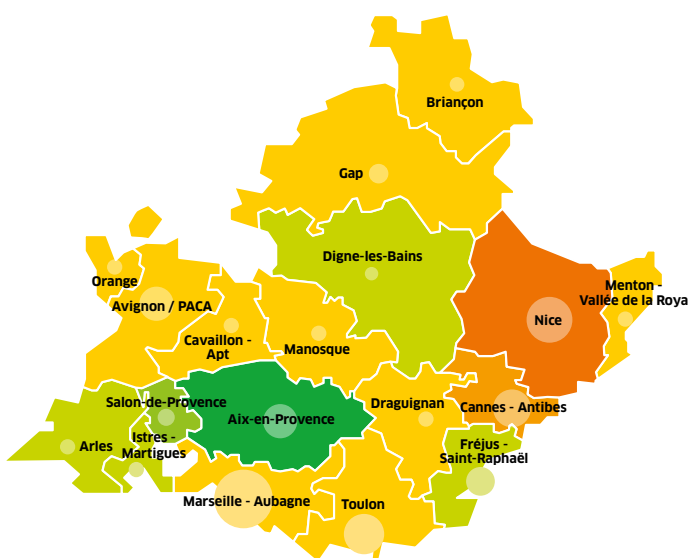 Briançon
Gap
Digne-les-Bains
Orange
Menton -
Vallée de la Roya
Avignon / PACA
Nice
Cavaillon -
Apt
Manosque
Salon-de-Provence
Draguignan
Cannes - Antibes
Aix-en-Provence
Istres -
Martigues
Arles
Fréjus -
Saint-Raphaël
Marseille - Aubagne
Toulon